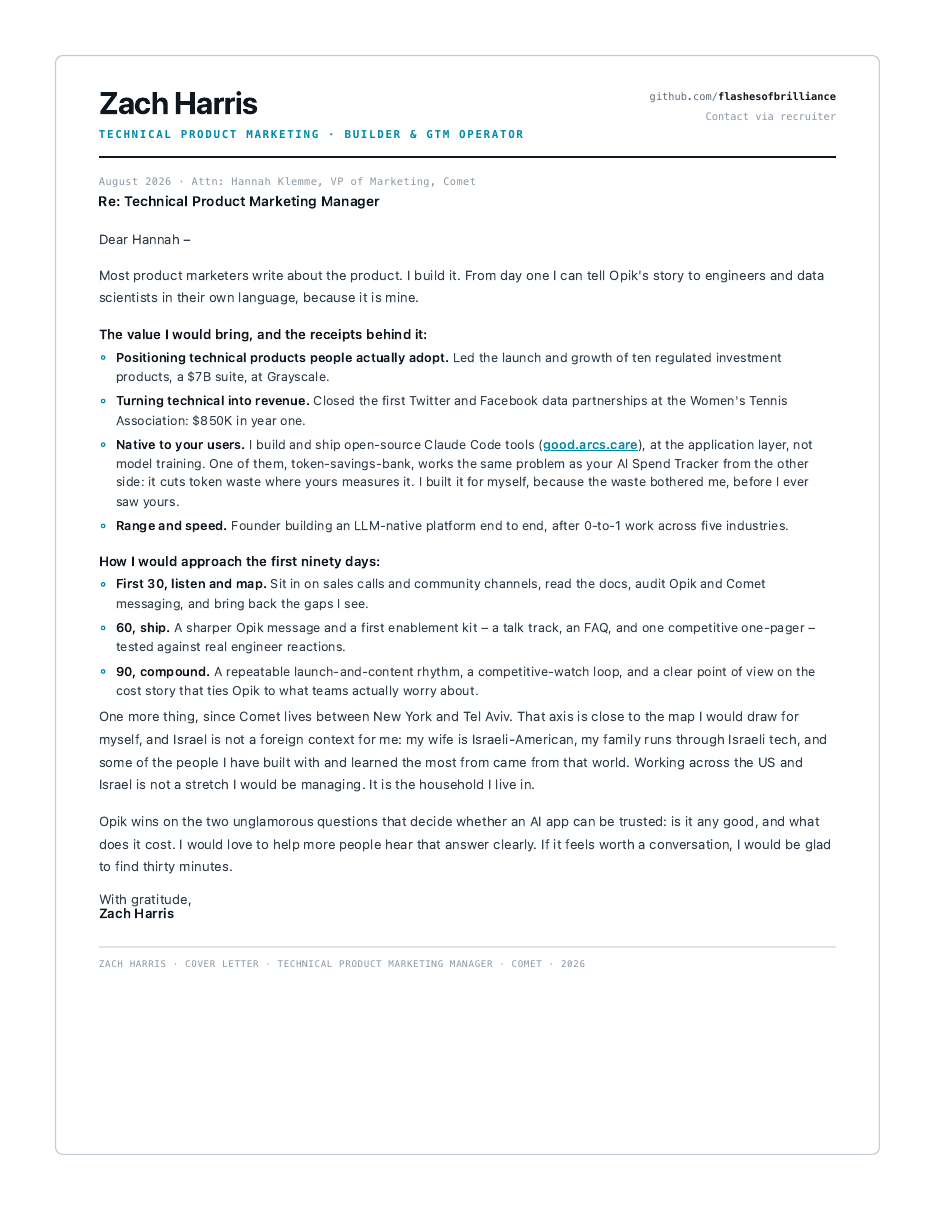 Zach Harris
github.com/flashesofbrilliance
Contact via recruiter
TECHNICAL PRODUCT MARKETING · BUILDER & GTM OPERATOR
August 2026 · Attn: Hannah Klemme, VP of Marketing, Comet
Re: Technical Product Marketing Manager
Dear Hannah –
Most product marketers write about the product. I build it. From day one I can tell Opik's story to engineers and data
scientists in their own language, because it is mine.
The value I would bring, and the receipts behind it:
Positioning technical products people actually adopt. Led the launch and growth of ten regulated investment
products, a $7B suite, at Grayscale.
Turning technical into revenue. Closed the first Twitter and Facebook data partnerships at the Women's Tennis
Association: $850K in year one.
Native to your users. I build and ship open-source Claude Code tools (good.arcs.care), at the application layer, not
model training. One of them, token-savings-bank, works the same problem as your AI Spend Tracker from the other
side: it cuts token waste where yours measures it. I built it for myself, because the waste bothered me, before I ever
saw yours.
Range and speed. Founder building an LLM-native platform end to end, after 0-to-1 work across five industries.
How I would approach the first ninety days:
First 30, listen and map. Sit in on sales calls and community channels, read the docs, audit Opik and Comet
messaging, and bring back the gaps I see.
60, ship. A sharper Opik message and a first enablement kit – a talk track, an FAQ, and one competitive one-pager –
tested against real engineer reactions.
90, compound. A repeatable launch-and-content rhythm, a competitive-watch loop, and a clear point of view on the
cost story that ties Opik to what teams actually worry about.
One more thing, since Comet lives between New York and Tel Aviv. That axis is close to the map I would draw for
myself, and Israel is not a foreign context for me: my wife is Israeli-American, my family runs through Israeli tech, and
some of the people I have built with and learned the most from came from that world. Working across the US and
Israel is not a stretch I would be managing. It is the household I live in.
Opik wins on the two unglamorous questions that decide whether an AI app can be trusted: is it any good, and what
does it cost. I would love to help more people hear that answer clearly. If it feels worth a conversation, I would be glad
to find thirty minutes.
With gratitude,
Zach Harris
ZACH HARRIS · COVER LETTER · TECHNICAL PRODUCT MARKETING MANAGER · COMET · 2026